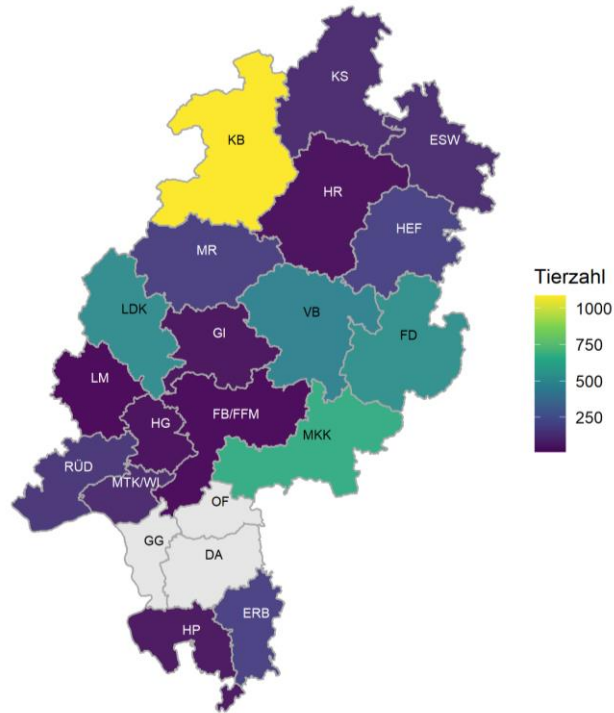 KS
KB
ESW
HR
HEF
MR
LDK
VB
GI
FD
LM
FB/FFM
HG
MKK
RÜD
MTK/WI
OF
GG
DA
ERB
HP
Tierzahl
1000
750
500
250